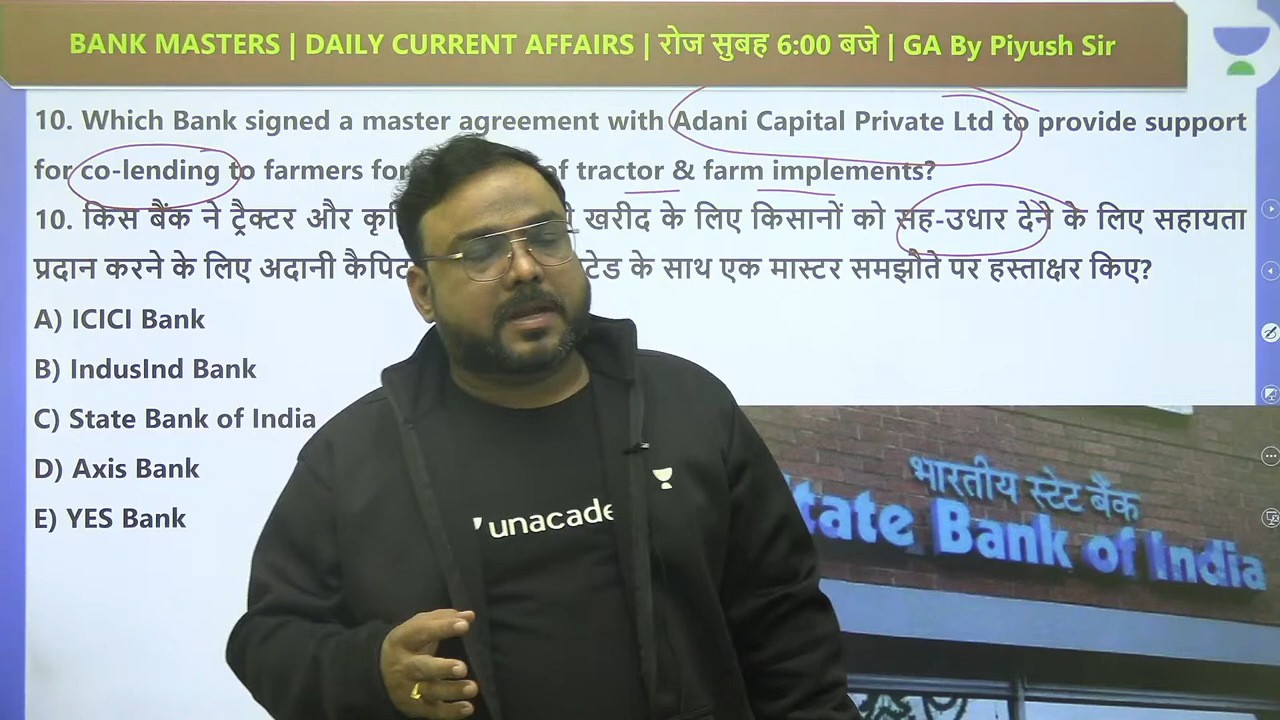 BANK MASTERS | DAILY CURRENT AFFAIRS | रोज सुबह 6:00 बजे | GA By Piyush Sir
10. Which Bank signed a master agreement with Adani Capital Private Ltd to provide support
for co-lending to farmers for of tractor & farm implements?
10. किस बैंक ने ट्रैक्टर और कृ खरीद के लिए किसानों को सह-उधार देने के लिए सहायता
प्रदान करने के लिए अदानी कैपिट टेड के साथ एक मास्टर समझौते पर हस्ताक्षर किए?
A) ICICI Bank
B) IndusInd Bank
C) State Bank of India
D) Axis Bank
E) YES Bank
भारतीय स्टेट बैंक
tate Bank of India
unacade